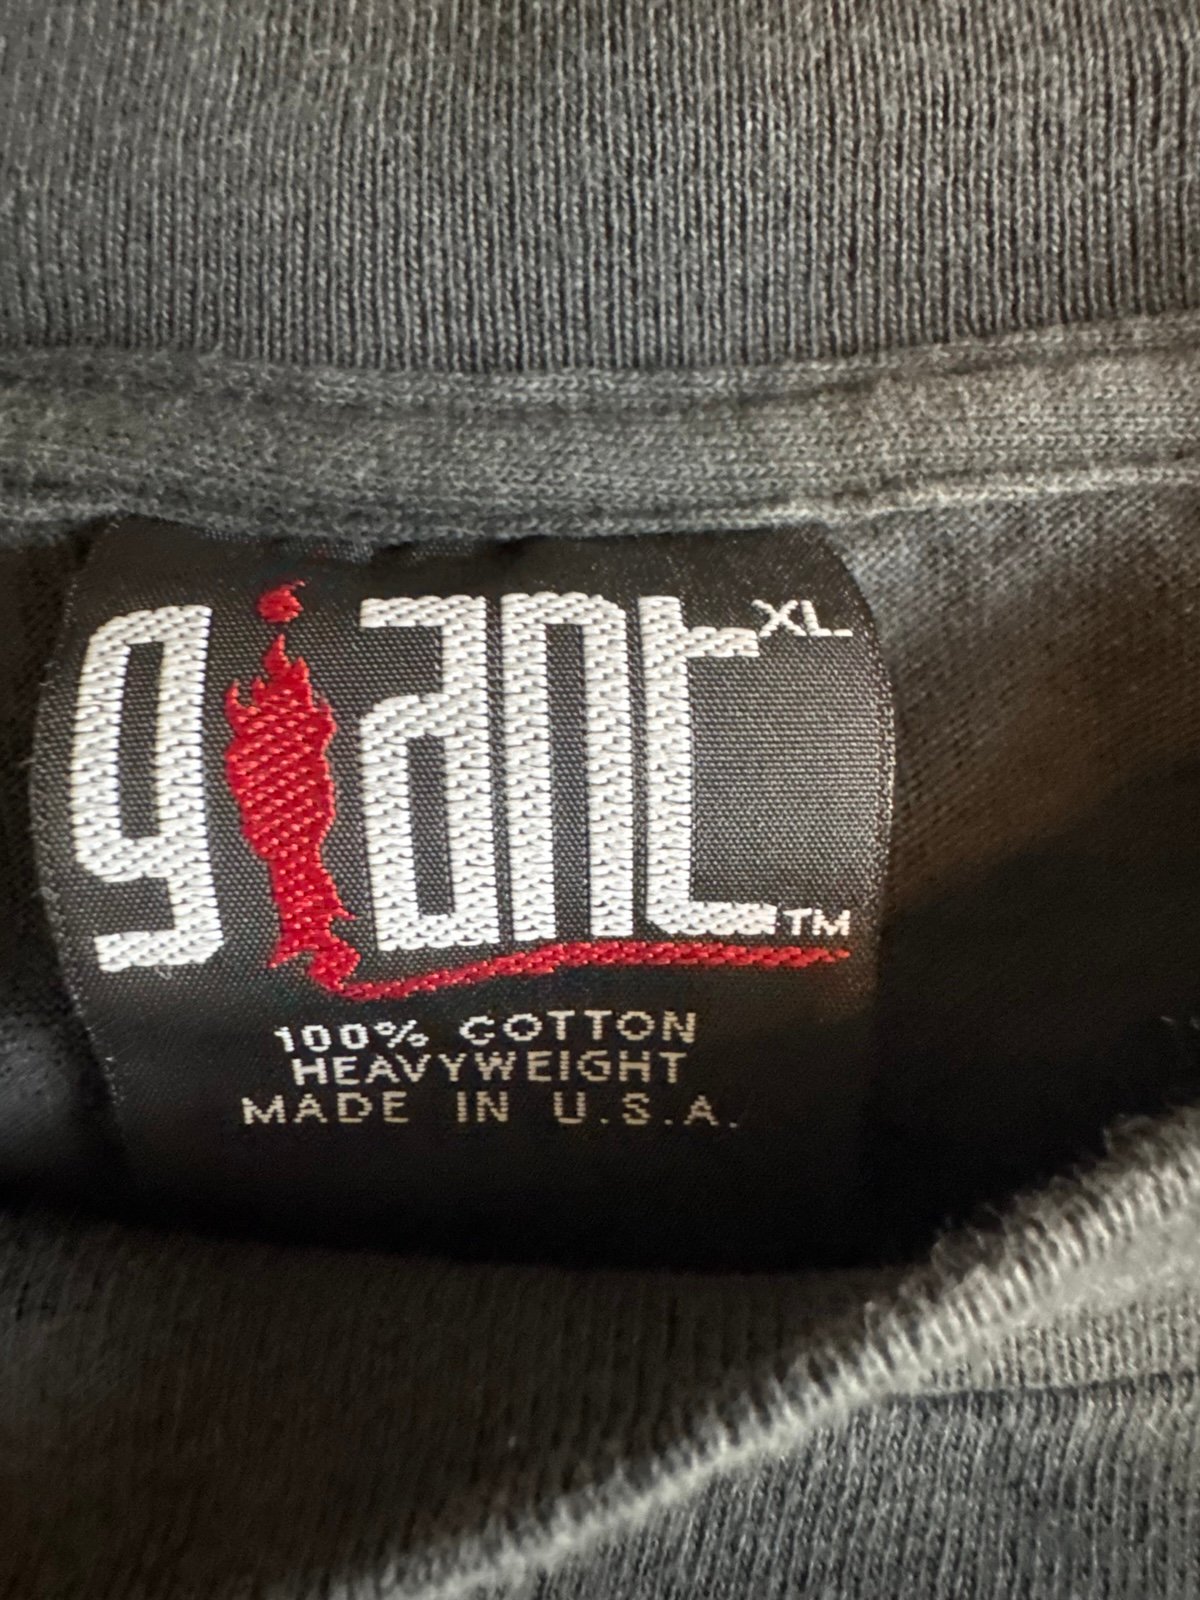 giant XL
TM
100% COTTON
HEAVYWEIGHT
MADE IN U.S.A.